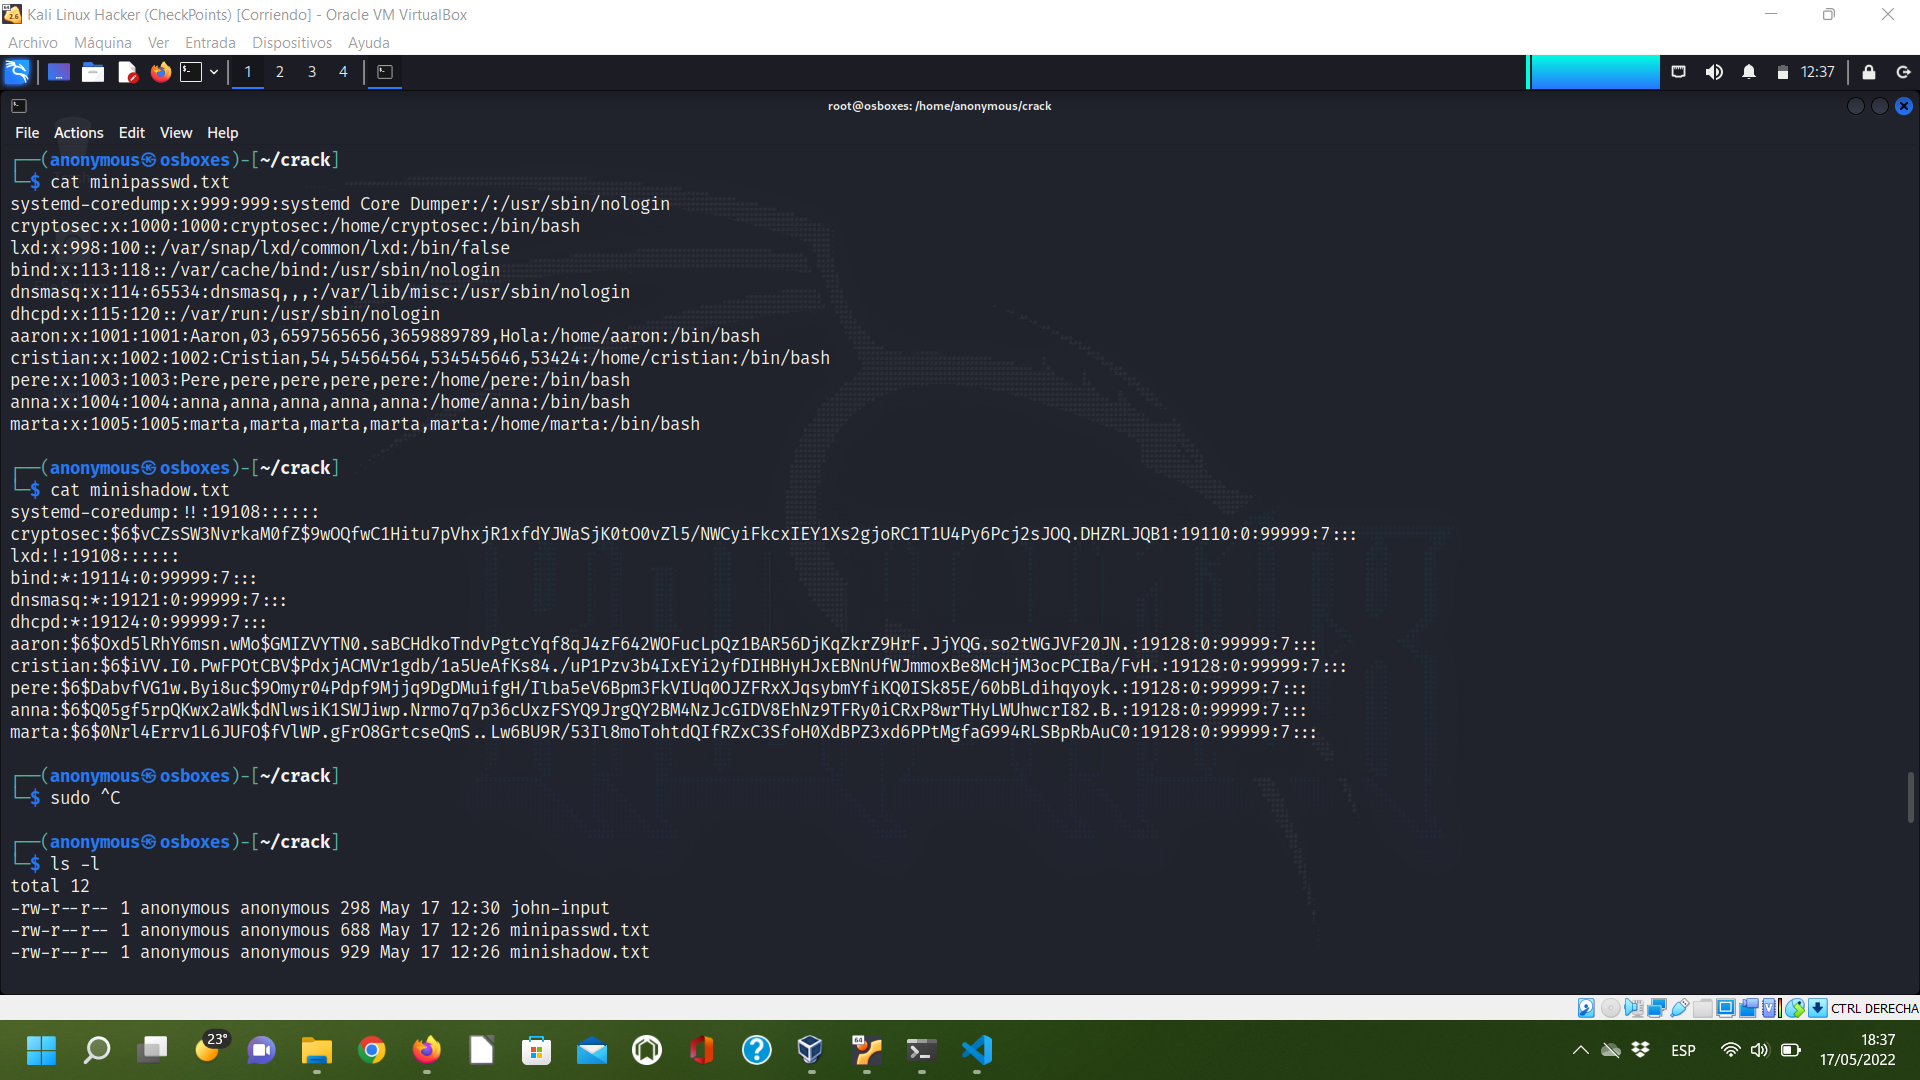 Kali Linux Hacker (CheckPoints) [Corriendo] - Oracle VM VirtualBox
Archivo Máquina Ver Entrada Dispositivos Ayuda
1 2 3 4 12:37
root@osboxes: /home/anonymous/crack
File Actions Edit View Help
┌──(anonymous㉿osboxes)-[~/crack]
└─$ cat minipasswd.txt
systemd-coredump:x:999:999:systemd Core Dumper:/:/usr/sbin/nologin
cryptosec:x:1000:1000:cryptosec:/home/cryptosec:/bin/bash
lxd:x:998:100::/var/snap/lxd/common/lxd:/bin/false
bind:x:113:118::/var/cache/bind:/usr/sbin/nologin
dnsmasq:x:114:65534:dnsmasq,,,:/var/lib/misc:/usr/sbin/nologin
dhcpd:x:115:120::/var/run:/usr/sbin/nologin
aaron:x:1001:1001:Aaron,03,6597565656,3659889789,Hola:/home/aaron:/bin/bash
cristian:x:1002:1002:Cristian,54,54564564,534545646,53424:/home/cristian:/bin/bash
pere:x:1003:1003:Pere,pere,pere,pere,pere:/home/pere:/bin/bash
anna:x:1004:1004:anna,anna,anna,anna,anna:/home/anna:/bin/bash
marta:x:1005:1005:marta,marta,marta,marta,marta:/home/marta:/bin/bash
┌──(anonymous㉿osboxes)-[~/crack]
└─$ cat minishadow.txt
systemd-coredump:!!:19108::::::
cryptosec:$6$vCZsSW3NvrkaM0fZ$9wOQfwC1Hitu7pVhxjR1xfdYJWaSjK0tO0vZl5/NWCyiFkcxIEY1Xs2gjoRC1T1U4Py6Pcj2sJOQ.DHZRLJQB1:19110:0:99999:7:::
lxd:!:19108::::::
bind:*:19114:0:99999:7:::
dnsmasq:*:19121:0:99999:7:::
dhcpd:*:19124:0:99999:7:::
aaron:$6$Oxd5lRhY6msn.wMo$GMIZVYTN0.saBCHdkoTndvPgtcYqf8qJ4zF642WOFucLpQz1BAR56DjKqZkrZ9HrF.JjYQG.so2tWGJVF20JN.:19128:0:99999:7:::
cristian:$6$iVV.I0.PwFPOtCBV$PdxjACMVr1gdb/1a5UeAfKs84./uP1Pzv3b4IxEYi2yfDIHBHyHJxEBNnUfWJmmoxBe8McHjM3ocPCIBa/FvH.:19128:0:99999:7:::
pere:$6$DabvfVG1w.Byi8uc$9Omyr04Pdpf9Mjjq9DgDMuifgH/Ilba5eV6Bpm3FkVIUq0OJZFRxXJqsybmYfiKQ0ISk85E/60bBLdihqyoyk.:19128:0:99999:7:::
anna:$6$Q05gf5rpQKwx2aWk$dNlwsiK1SWJiwp.Nrmo7q7p36cUxzFSYQ9JrgQY2BM4NzJcGIDV8EhNz9TFRy0iCRxP8wrTHyLWUhwcrI82.B.:19128:0:99999:7:::
marta:$6$0Nrl4Errv1L6JUFO$fVlWP.gFrO8GrtcseQmS..Lw6BU9R/53Il8moTohtdQIfRZxC3SfoH0XdBPZ3xd6PPtMgfaG994RLSBpRbAuC0:19128:0:99999:7:::
┌──(anonymous㉿osboxes)-[~/crack]
└─$ sudo ^C
┌──(anonymous㉿osboxes)-[~/crack]
└─$ ls -l
total 12
-rw-r--r-- 1 anonymous anonymous 298 May 17 12:30 john-input
-rw-r--r-- 1 anonymous anonymous 688 May 17 12:26 minipasswd.txt
-rw-r--r-- 1 anonymous anonymous 929 May 17 12:26 minishadow.txt
CTRL DERECHA
23°
ESP
18:37
17/05/2022